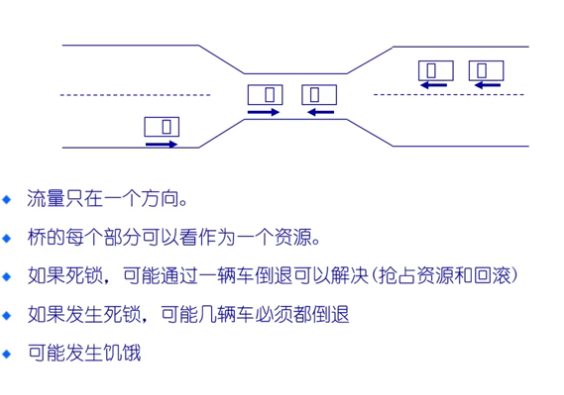 流量只在一个方向。
桥的每个部分可以看作为一个资源。
如果死锁，可能通过一辆车倒退可以解决(抢占资源和回滚)
如果发生死锁，可能几辆车必须都倒退
可能发生饥饿